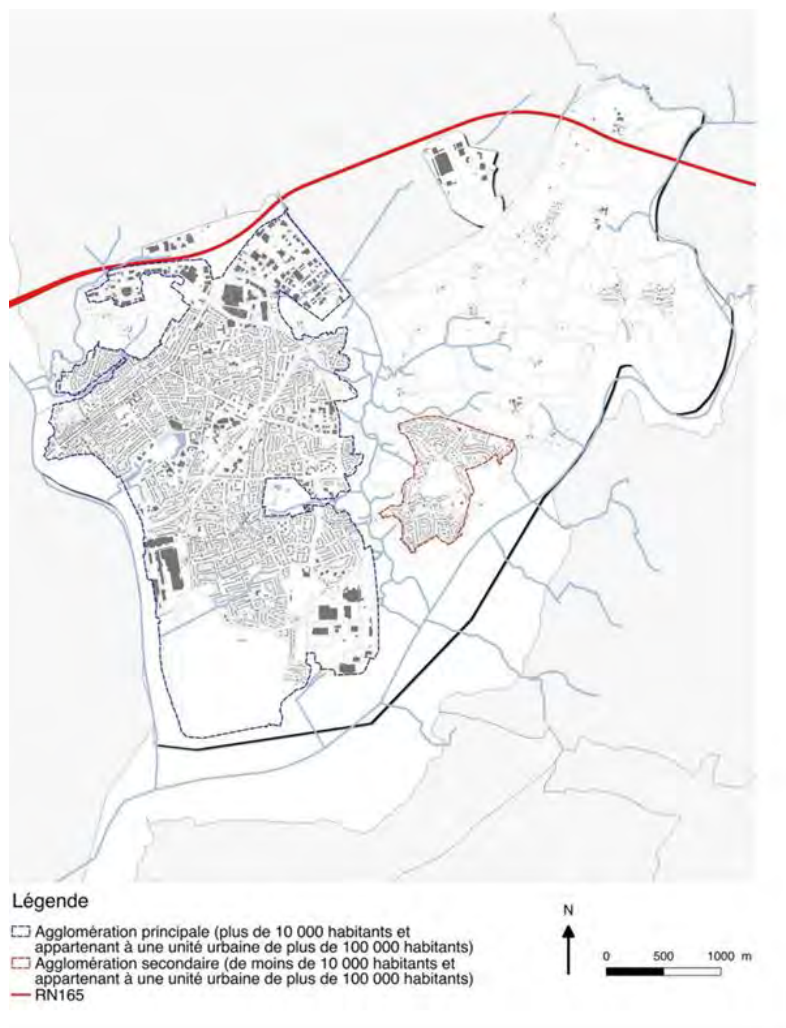 Légende
Agglomération principale (plus de 10 000 habitants et
appartenant à une unité urbaine de plus de 100 000 habitants)
Agglomération secondaire (de moins de 10 000 habitants et
appartenant à une unité urbaine de plus de 100 000 habitants)
RN165
N
0 500 1000 m